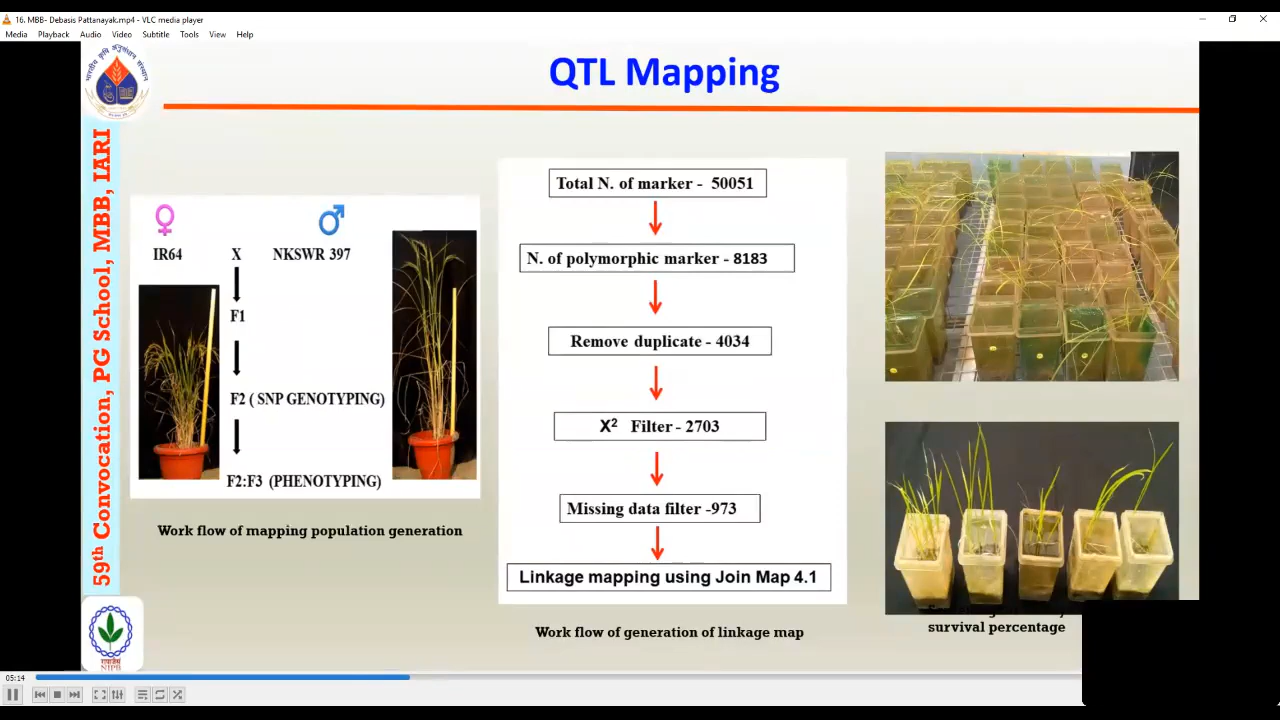 16. MBB- Debasis Pattanayak.mp4 - VLC media player
Media Playback Audio Video Subtitle Tools View Help
QTL Mapping
59th Convocation, PG School, MBB, IARI
IR64 X NKSWR 397
F1
F2 ( SNP GENOTYPING)
F2:F3 (PHENOTYPING)
Work flow of mapping population generation
Total N. of marker - 50051
N. of polymorphic marker - 8183
Remove duplicate - 4034
X² Filter - 2703
Missing data filter -973
Linkage mapping using Join Map 4.1
Work flow of generation of linkage map
survival percentage
05:14